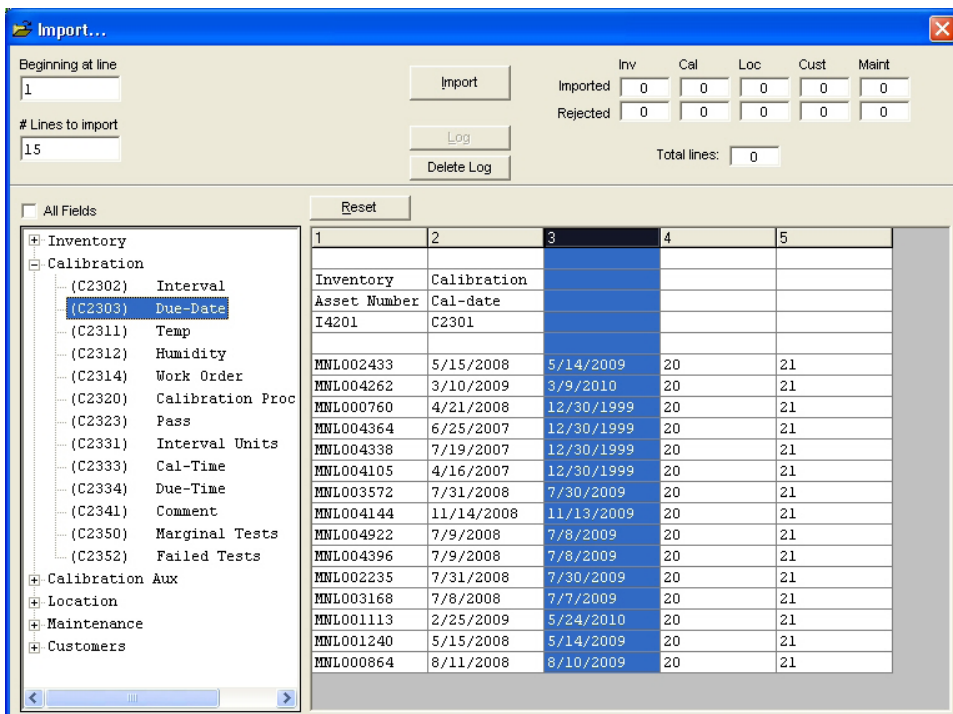 Import...
Beginning at line
1
# Lines to import
15
Import
Log
Delete Log
Inv Cal Loc Cust Maint
Imported 0 0 0 0 0
Rejected 0 0 0 0 0
Total lines: 0
All Fields
Reset
Inventory
Calibration
(C2302) Interval
(C2303) Due-Date
(C2311) Temp
(C2312) Humidity
(C2314) Work Order
(C2320) Calibration Proc
(C2323) Pass
(C2331) Interval Units
(C2333) Cal-Time
(C2334) Due-Time
(C2341) Comment
(C2350) Marginal Tests
(C2352) Failed Tests
Calibration Aux
Location
Maintenance
Customers
1 2 3 4 5
Inventory Calibration
Asset Number Cal-date
I4201 C2301
MNL002433 5/15/2008 5/14/2009 20 21
MNL004262 3/10/2009 3/9/2010 20 21
MNL000760 4/21/2008 12/30/1999 20 21
MNL004364 6/25/2007 12/30/1999 20 21
MNL004338 7/19/2007 12/30/1999 20 21
MNL004105 4/16/2007 12/30/1999 20 21
MNL003572 7/31/2008 7/30/2009 20 21
MNL004144 11/14/2008 11/13/2009 20 21
MNL004922 7/9/2008 7/8/2009 20 21
MNL004396 7/9/2008 7/8/2009 20 21
MNL002235 7/31/2008 7/30/2009 20 21
MNL003168 7/8/2008 7/7/2009 20 21
MNL001113 2/25/2009 5/24/2010 20 21
MNL001240 5/15/2008 5/14/2009 20 21
MNL000864 8/11/2008 8/10/2009 20 21